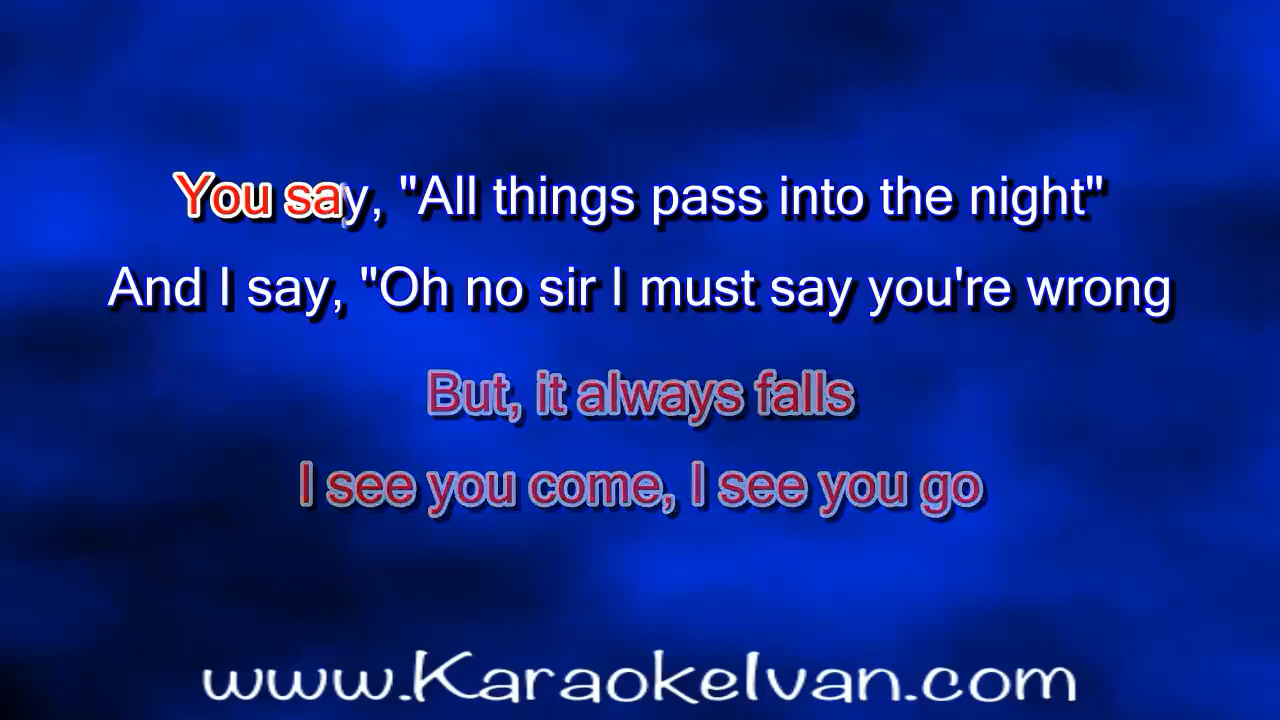 You say, "All things pass into the night"
And I say, "Oh no sir I must say you're wrong
But, it always falls
I see you come, I see you go
www.KaraokeIvan.com